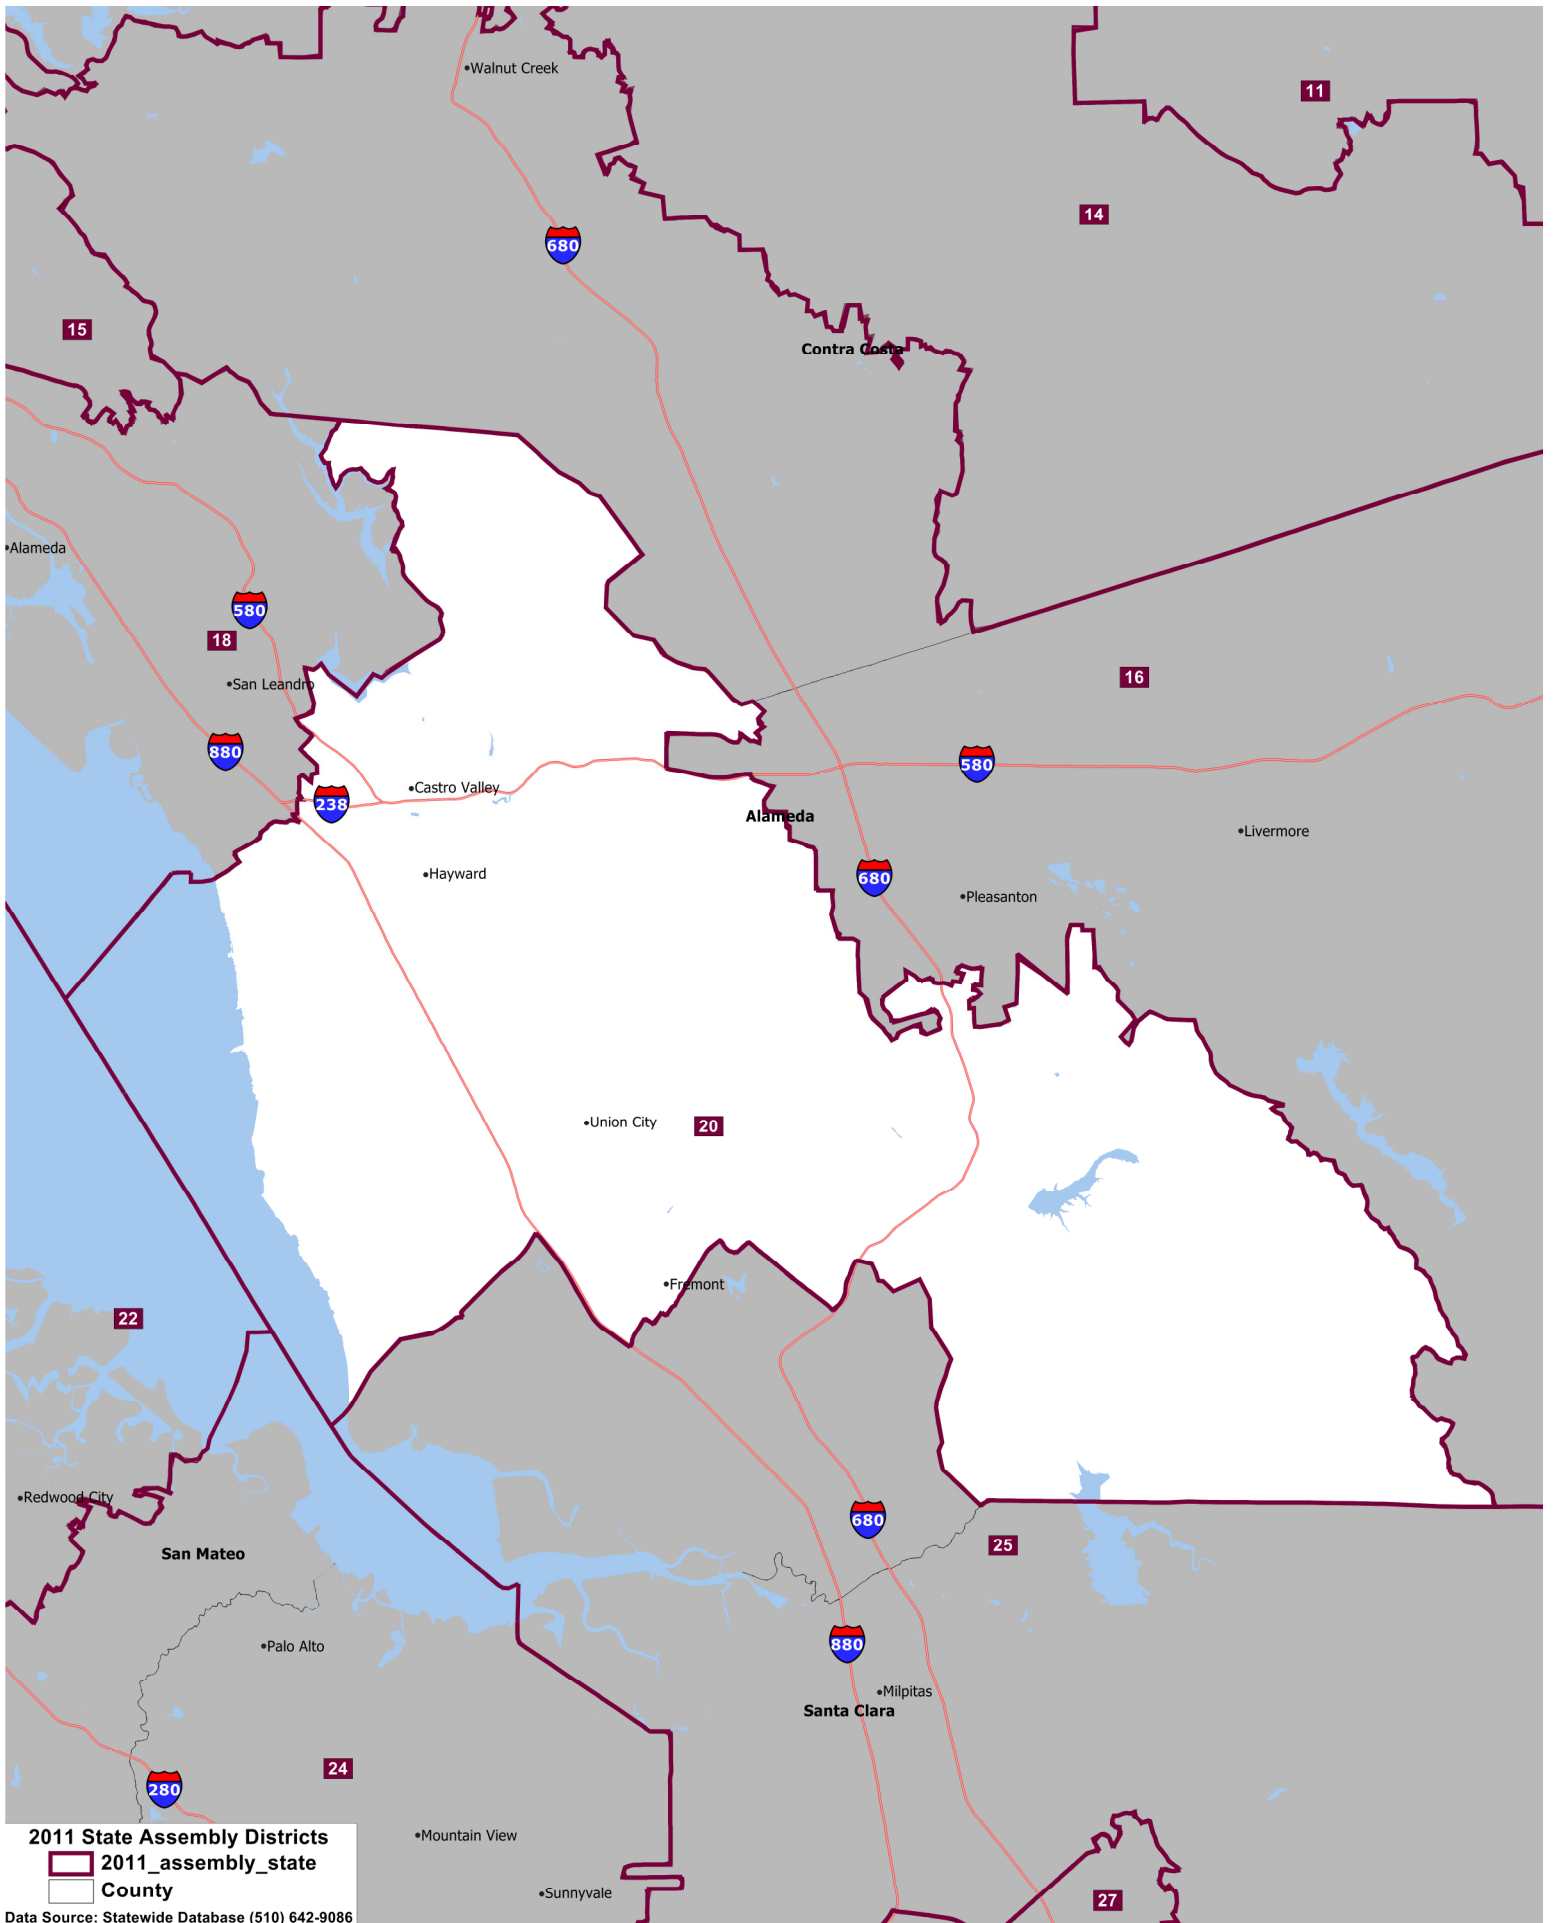 Walnut Creek
11
14
680
15
Contra Costa
Alameda
580
18
16
San Leandro
880
580
Castro Valley
238
Alameda
Livermore
Hayward
680
Pleasanton
Union City
20
Fremont
22
Redwood City
680
San Mateo
25
Palo Alto
880
Milpitas
Santa Clara
24
280
2011 State Assembly Districts
Mountain View
2011_assembly_state
County
Sunnyvale
27
Data Source: Statewide Database (510) 642-9086